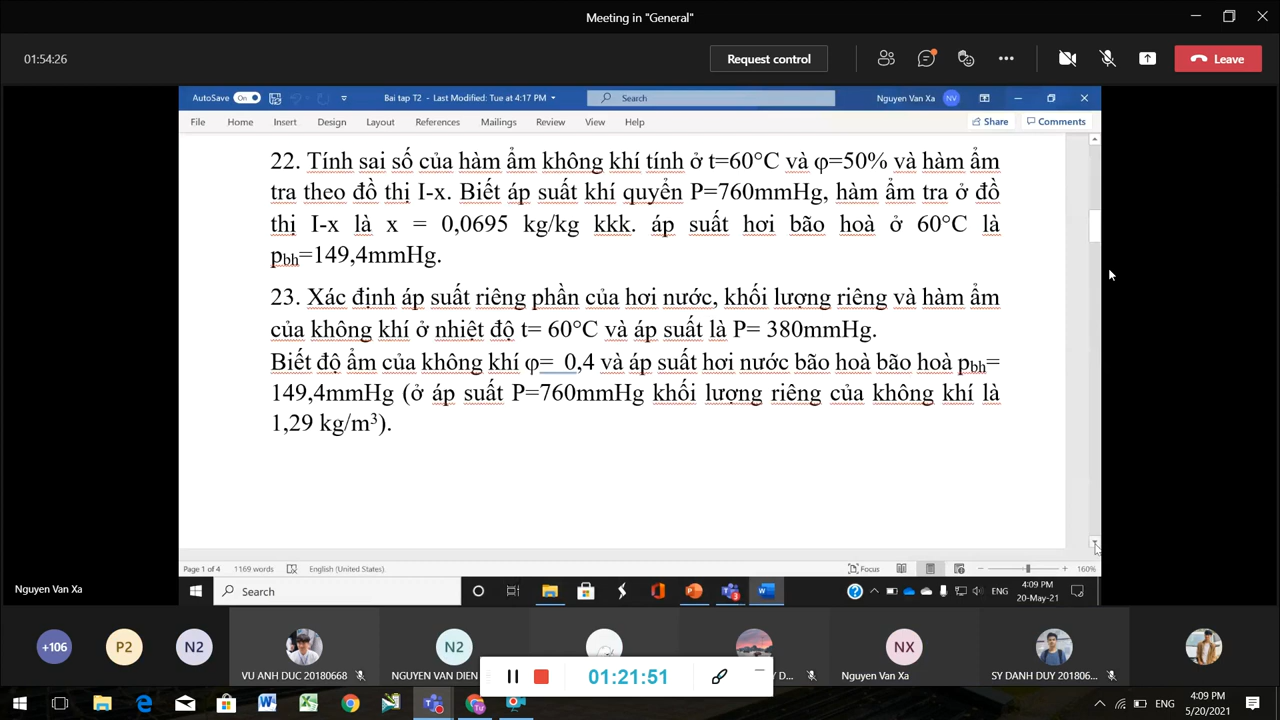 Meeting in "General"
01:54:26
Request control
Leave
AutoSave On
Bai tap T2 - Last Modified: Tue at 4:17 PM
Search
Nguyen Van Xa NV
File Home Insert Design Layout References Mailings Review View Help
Share Comments
22. Tính sai số của hàm ẩm không khí tính ở t=60°C và φ=50% và hàm ẩm
tra theo đồ thị I-x. Biết áp suất khí quyển P=760mmHg, hàm ẩm tra ở đồ
thị I-x là x = 0,0695 kg/kg kkk. áp suất hơi bão hoà ở 60°C là
pbh=149,4mmHg.
23. Xác định áp suất riêng phần của hơi nước, khối lượng riêng và hàm ẩm
của không khí ở nhiệt độ t= 60°C và áp suất là P= 380mmHg.
Biết độ ẩm của không khí φ= 0,4 và áp suất hơi nước bão hoà bão hoà pbh=
149,4mmHg (ở áp suất P=760mmHg khối lượng riêng của không khí là
1,29 kg/m³).
Page 1 of 4 1169 words English (United States)
Focus
160%
Nguyen Van Xa
Search
ENG
4:09 PM
20-May-21
+106
P2
N2
N2
NX
VU ANH DUC 20180668
NGUYEN VAN DIEN
Nguyen Van Xa
SY DANH DUY 201806...
01:21:51
ENG
4:09 PM
5/20/2021